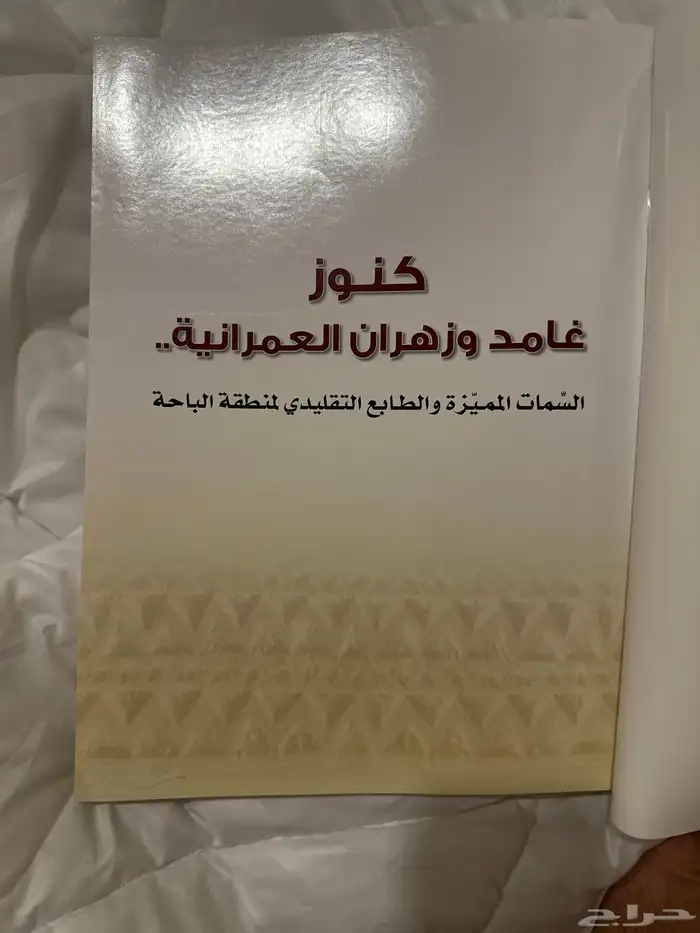 كنوز
غامد وزهران العمرانية..
السِّمات المميّزة والطابع التقليدي لمنطقة الباحة
حراج